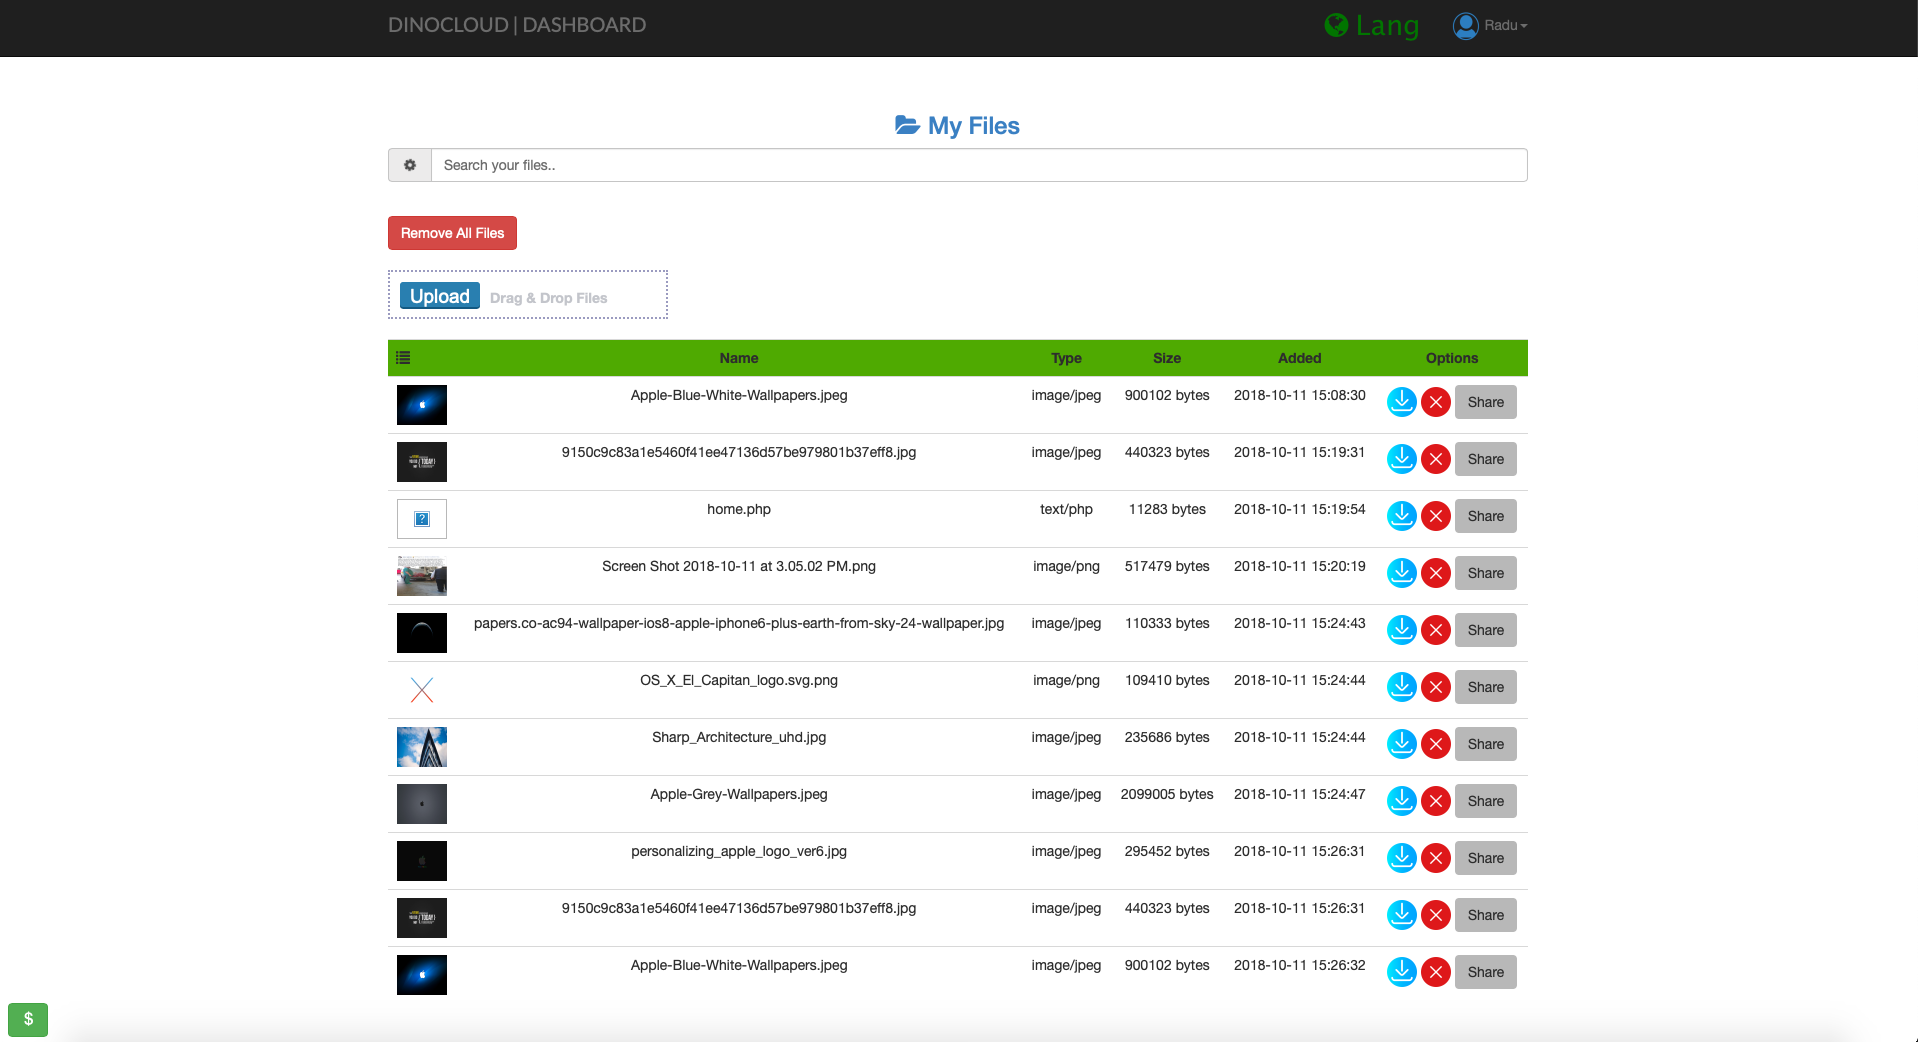 DINOCLOUD | DASHBOARD Lang Radu
My Files
Search your files..
Remove All Files
Upload Drag & Drop Files
Name Type Size Added Options
Apple-Blue-White-Wallpapers.jpeg image/jpeg 900102 bytes 2018-10-11 15:08:30 Share
9150c9c83a1e5460f41ee47136d57be979801b37eff8.jpg image/jpeg 440323 bytes 2018-10-11 15:19:31 Share
home.php text/php 11283 bytes 2018-10-11 15:19:54 Share
Screen Shot 2018-10-11 at 3.05.02 PM.png image/png 517479 bytes 2018-10-11 15:20:19 Share
papers.co-ac94-wallpaper-ios8-apple-iphone6-plus-earth-from-sky-24-wallpaper.jpg image/jpeg 110333 bytes 2018-10-11 15:24:43 Share
OS_X_El_Capitan_logo.svg.png image/png 109410 bytes 2018-10-11 15:24:44 Share
Sharp_Architecture_uhd.jpg image/jpeg 235686 bytes 2018-10-11 15:24:44 Share
Apple-Grey-Wallpapers.jpeg image/jpeg 2099005 bytes 2018-10-11 15:24:47 Share
personalizing_apple_logo_ver6.jpg image/jpeg 295452 bytes 2018-10-11 15:26:31 Share
9150c9c83a1e5460f41ee47136d57be979801b37eff8.jpg image/jpeg 440323 bytes 2018-10-11 15:26:31 Share
Apple-Blue-White-Wallpapers.jpeg image/jpeg 900102 bytes 2018-10-11 15:26:32 Share
$